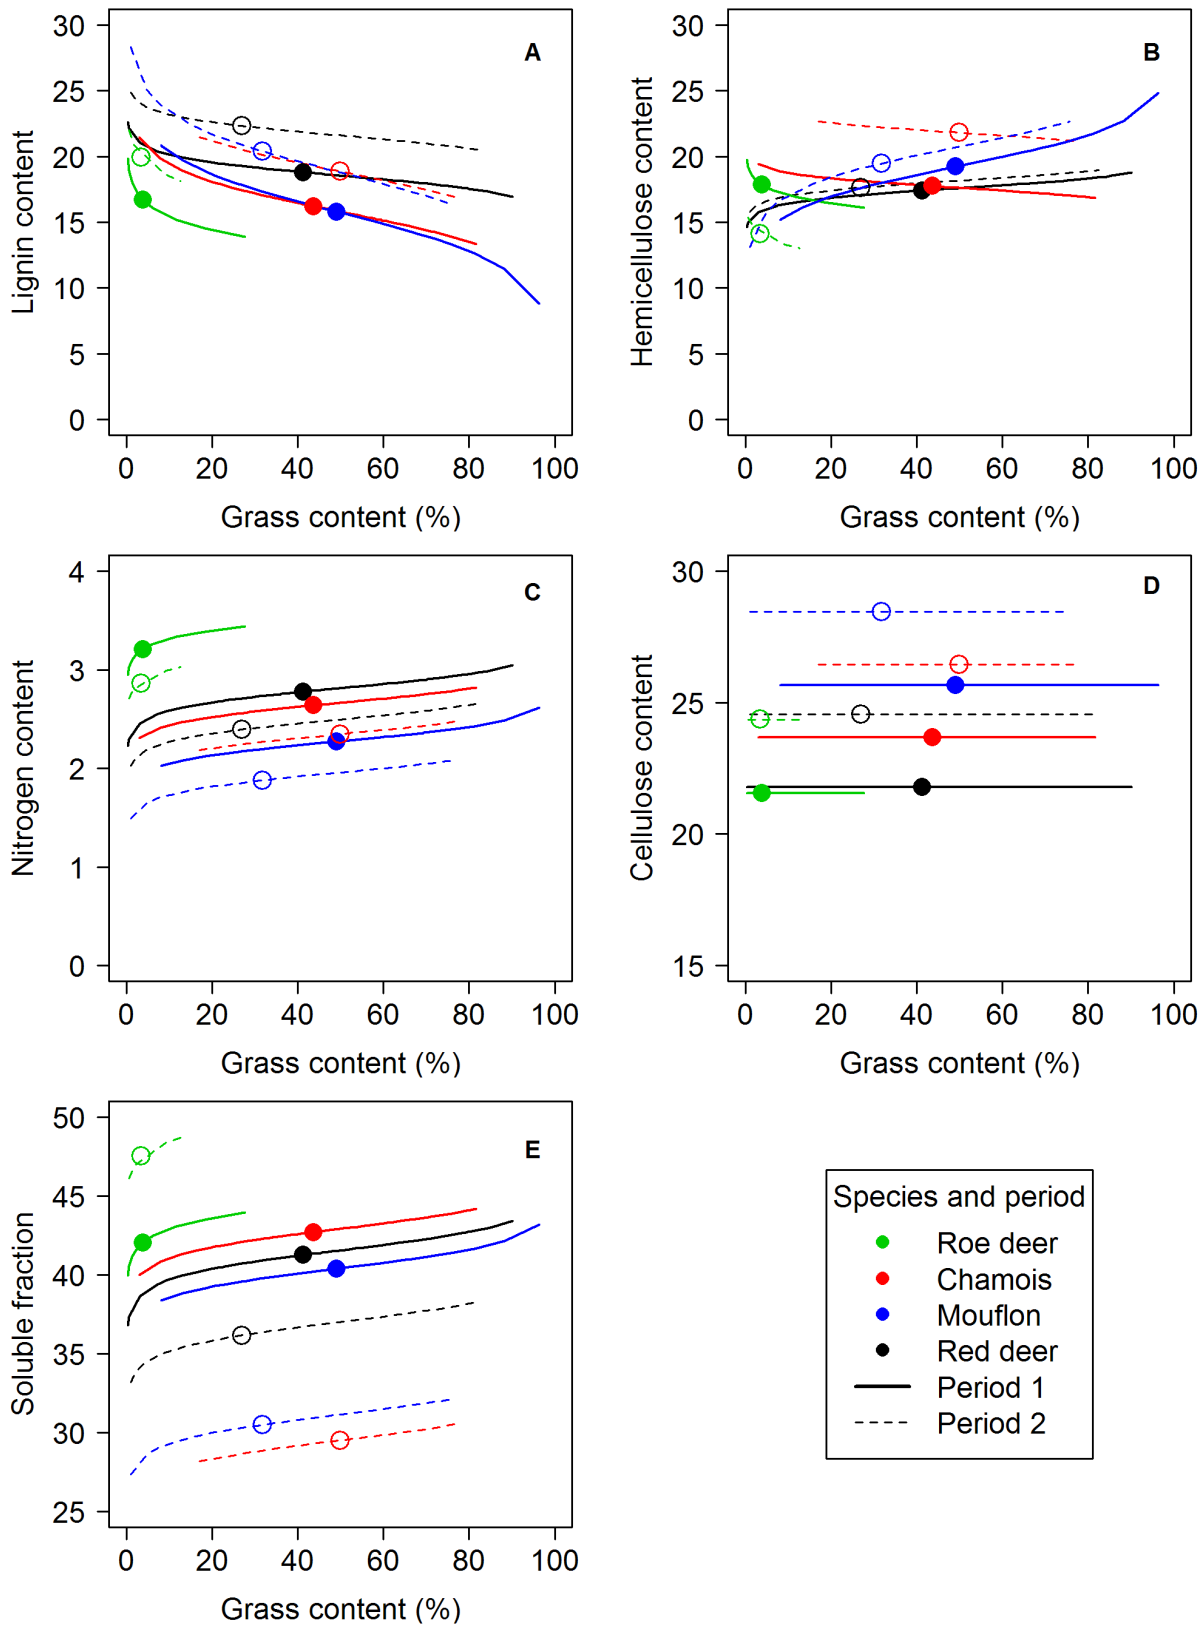 A
30
25
20
15
10
5
0
Lignin content
0 20 40 60 80 100
Grass content (%)
B
30
25
20
15
10
5
0
Hemicellulose content
0 20 40 60 80 100
Grass content (%)
C
4
3
2
1
0
Nitrogen content
0 20 40 60 80 100
Grass content (%)
D
30
25
20
15
Cellulose content
0 20 40 60 80 100
Grass content (%)
E
50
45
40
35
30
25
Soluble fraction
0 20 40 60 80 100
Grass content (%)
Species and period
Roe deer
Chamois
Mouflon
Red deer
Period 1
Period 2